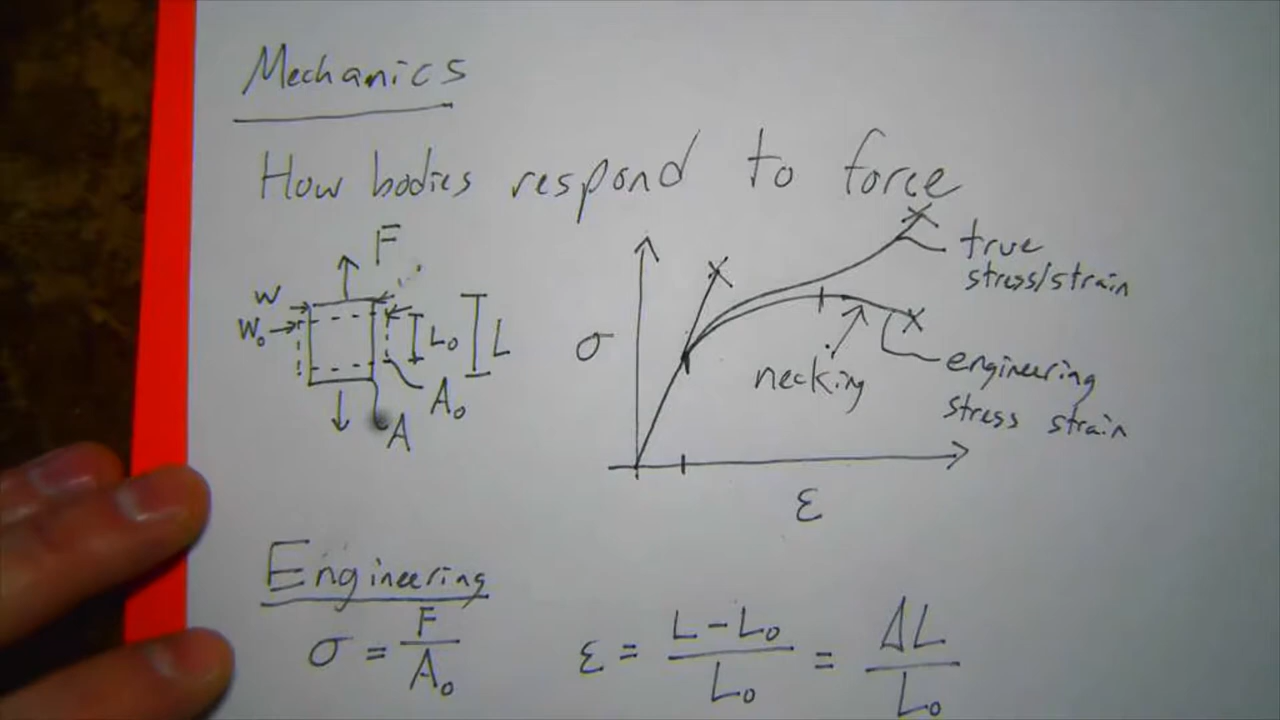 Mechanics
How bodies respond to force
F
w
W₀
L₀
L
A₀
A
σ
ε
true
stress/strain
necking
engineering
stress strain
Engineering
σ = F/A₀
ε = L - L₀/L₀ = ΔL/L₀